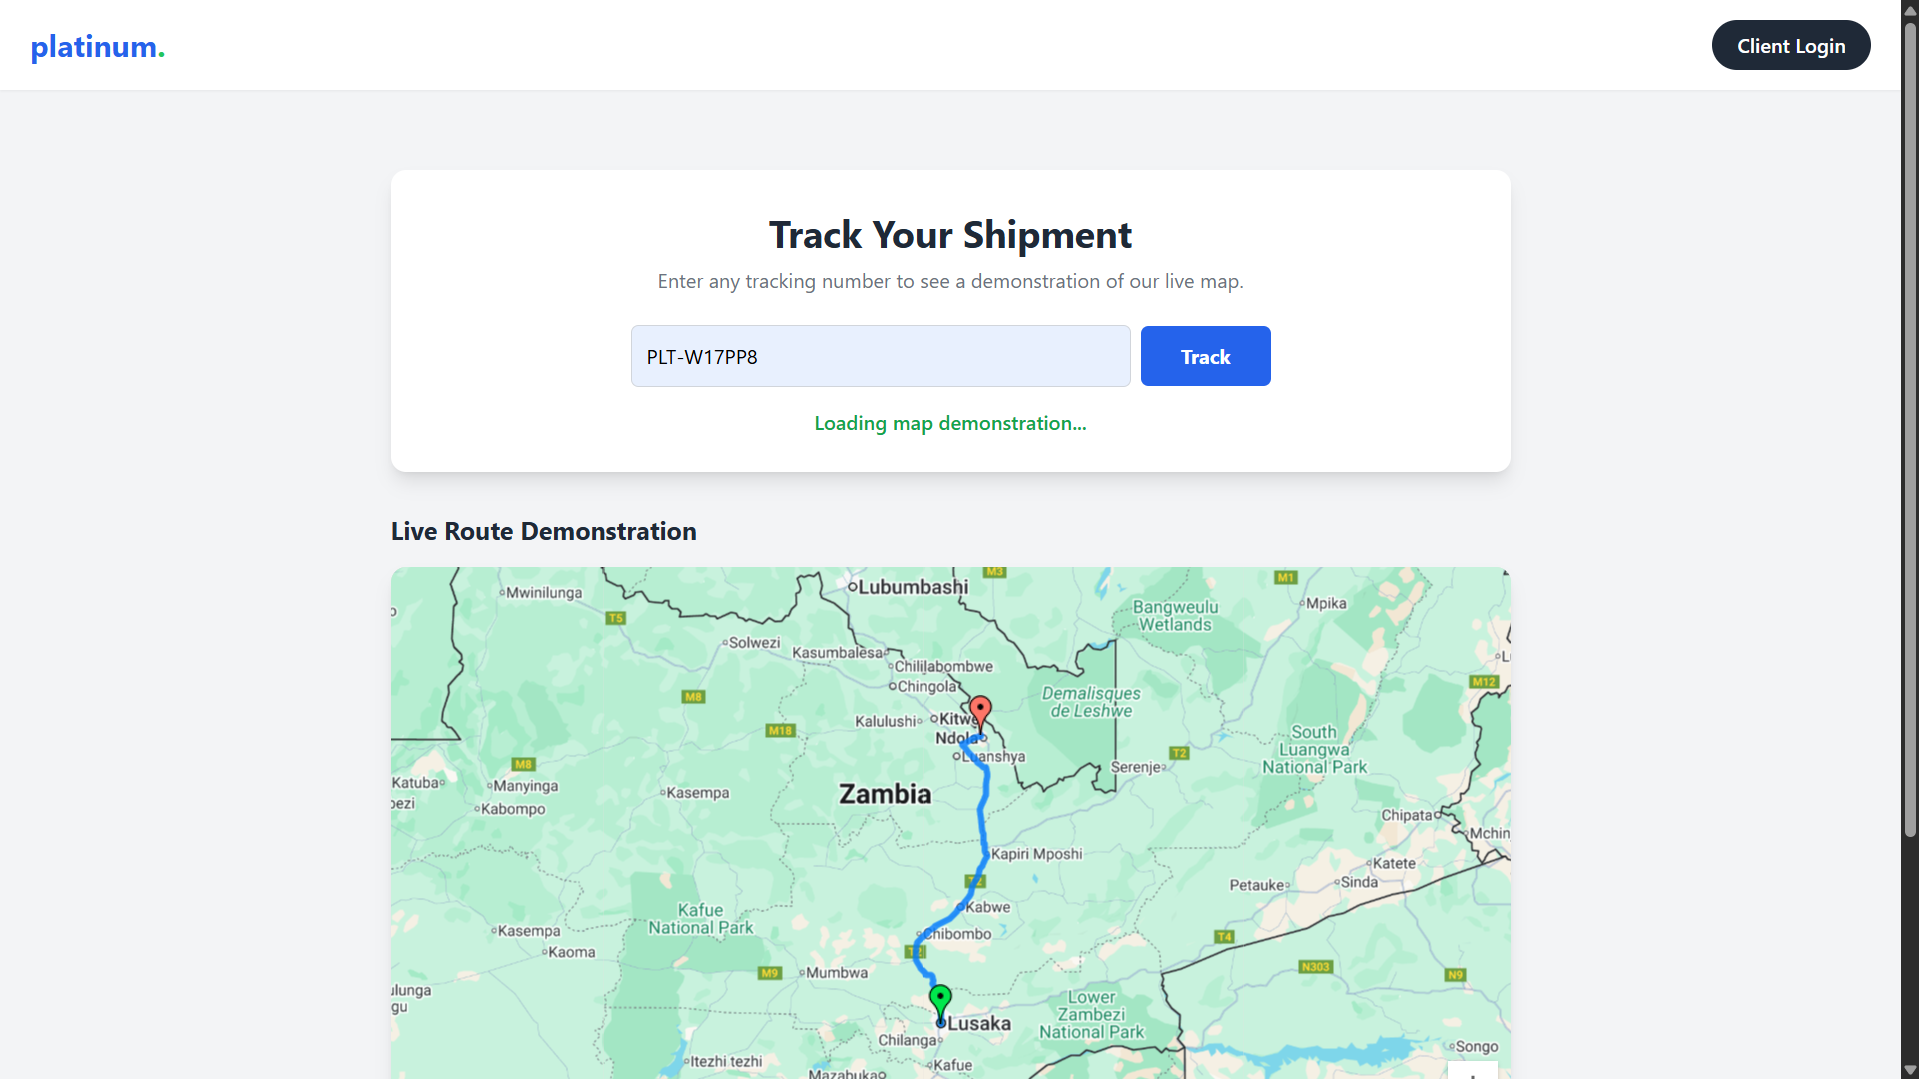 platinum.
Client Login
Track Your Shipment
Enter any tracking number to see a demonstration of our live map.
PLT-W17PP8
Track
Loading map demonstration...
Live Route Demonstration
M3
M1
Lubumbashi
Mwinilunga
Bangweulu
Wetlands
Mpika
T5
Solwezi
Kasumbalesa
Chililabombwe
Chingola
M12
M8
Demalisques
de Leshwe
Kalulushi
Kitwe
M18
Ndola
South
Luangwa
National Park
T2
Luanshya
Serenje
M8
Katuba
Manyinga
Kasempa
Zambia
Kabompo
Chipata
Mchin
Kapiri Mposhi
Katete
Petauke
Sinda
Kabwe
Kafue
National Park
Kasempa
Chibombo
T4
Kaoma
T2
M9
Mumbwa
N303
N9
Lower
Zambezi
National Park
Lusaka
Chilanga
Songo
Itezhi tezhi
Kafue
Mazabuka